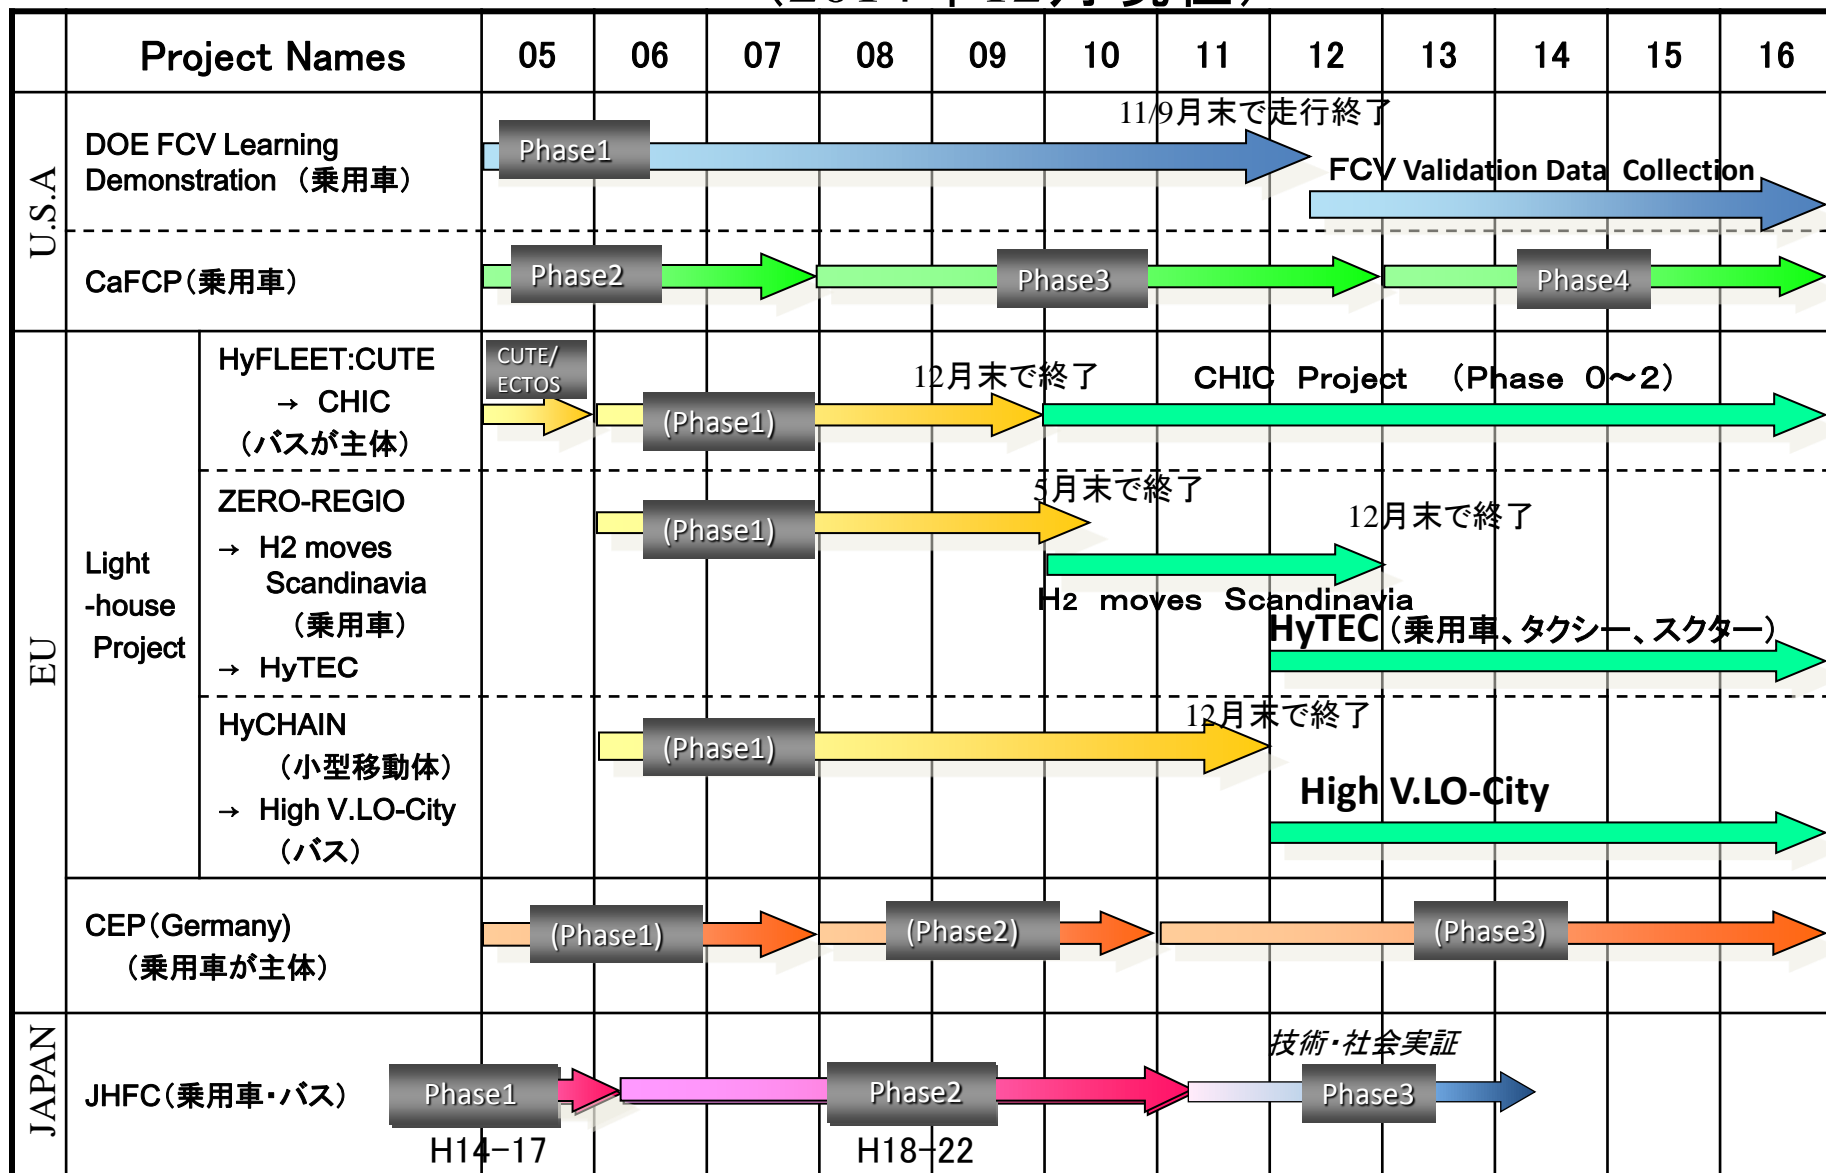 Project Names 05 06 07 08 09 10 11 12 13 14 15 16
U.S.A
DOE FCV Learning
Demonstration （乗用車）
Phase1
11/9月末で走行終了
FCV Validation Data Collection
CaFCP（乗用車）
Phase2
Phase3
Phase4
EU
Light
-house
Project
HyFLEET:CUTE
→ CHIC
（バスが主体）
CUTE/
ECTOS
(Phase1)
12月末で終了
CHIC Project （Phase 0～2）
ZERO-REGIO
→ H2 moves
Scandinavia
（乗用車）
→ HyTEC
(Phase1)
5月末で終了
12月末で終了
H2 moves Scandinavia
HyTEC（乗用車、タクシー、スクター）
HyCHAIN
（小型移動体）
→ High V.LO-City
（バス）
(Phase1)
12月末で終了
High V.LO-City
CEP（Germany)
（乗用車が主体）
(Phase1)
(Phase2)
(Phase3)
JAPAN
JHFC（乗用車・バス）
Phase1
H14-17
Phase2
H18-22
技術・社会実証
Phase3